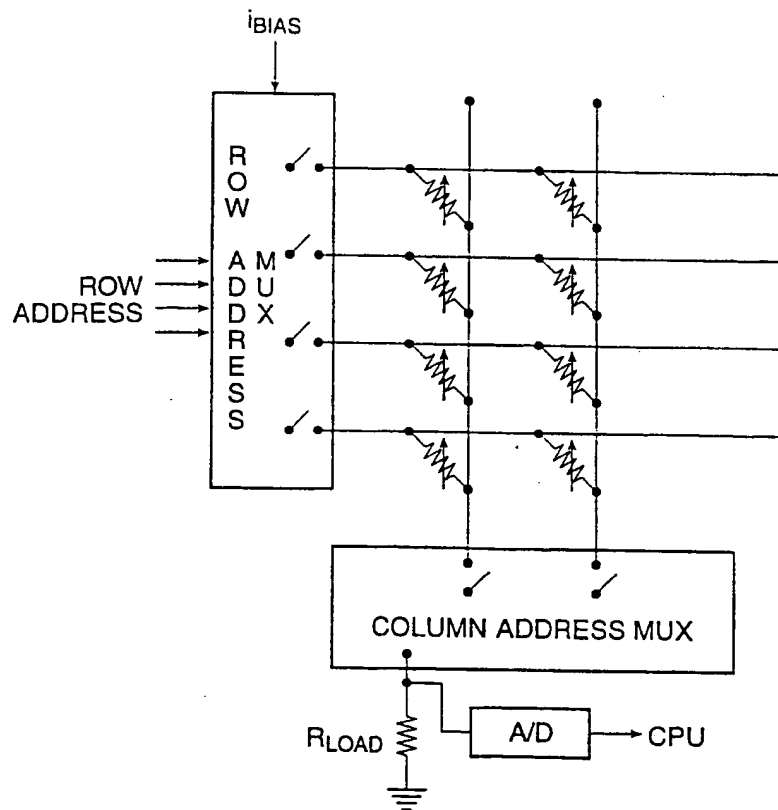 iBIAS
ROW ADDRESS
MUX
ROW
ADDRESS
COLUMN ADDRESS MUX
RLOAD
A/D
CPU